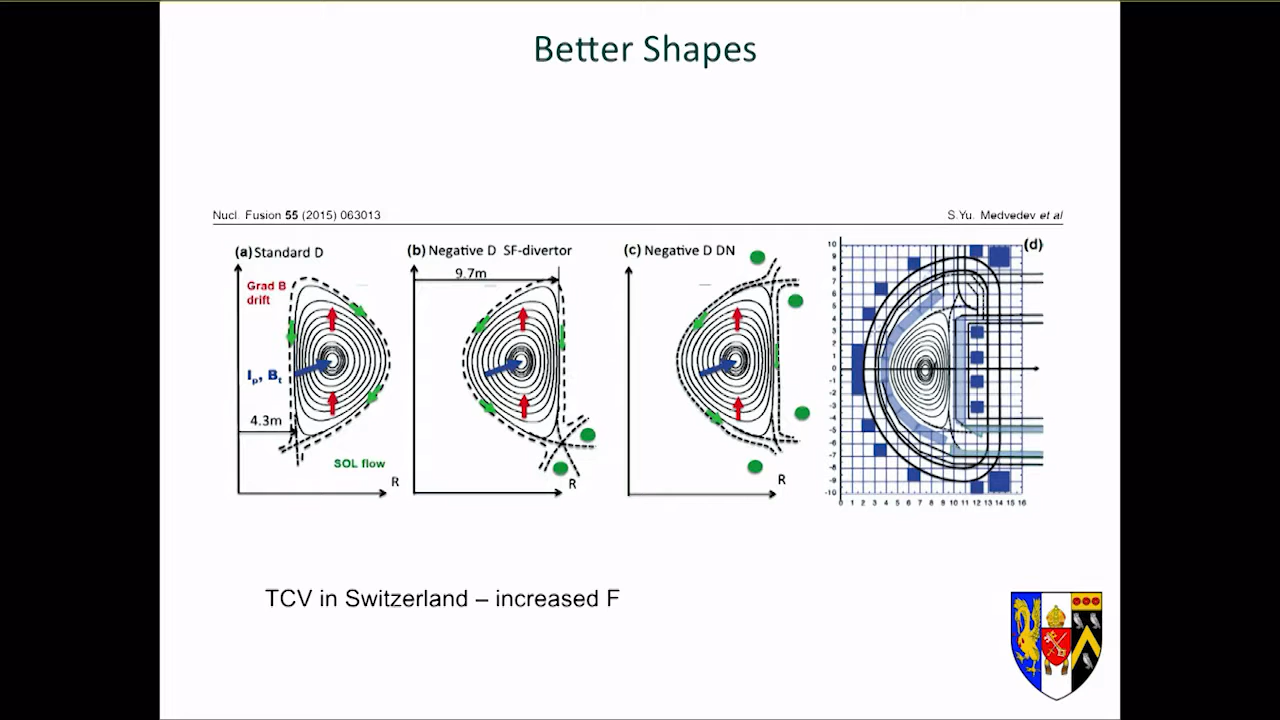 Better Shapes
Nucl. Fusion 55 (2015) 063013
S.Yu. Medvedev et al
(a) Standard D
Grad B
drift
Ip, Bt
4.3m
SOL flow
R
(b) Negative D SF-divertor
9.7m
R
(c) Negative D DN
R
(d)
10
9
8
7
6
5
4
3
2
1
0
-1
-2
-3
-4
-5
-6
-7
-8
-9
-10
0 1 2 3 4 5 6 7 8 9 10 11 12 13 14 15 16
TCV in Switzerland – increased F